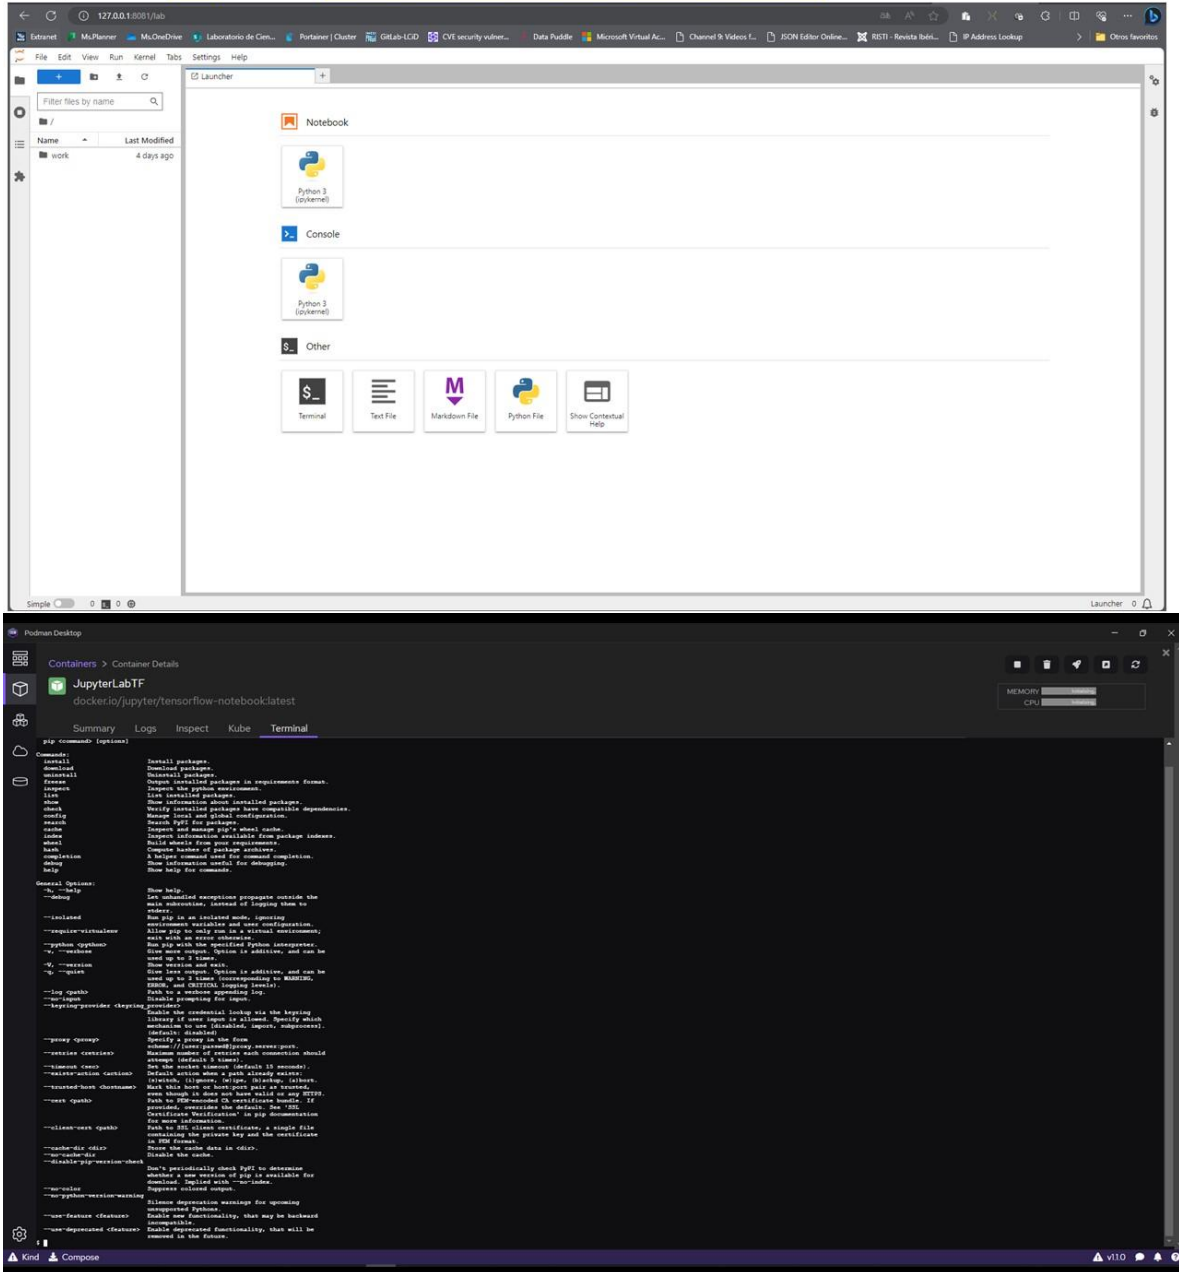 127.0.0.1:8081/lab
Extranet Ms.Planner Ms.OneDrive Laboratorio de Cien... Portainer | Cluster GitLab-LCiD CVE security vulner... Data Puddle Microsoft Virtual Ac... Channel 9: Videos f... JSON Editor Online... RISTI - Revista Ibéri... IP Address Lookup Otros favoritos
File Edit View Run Kernel Tabs Settings Help
Launcher
Filter files by name
/
Name Last Modified
work 4 days ago
Notebook
Python 3
(ipykernel)
Console
Python 3
(ipykernel)
Other
$_ M
Terminal Text File Markdown File Python File Show Contextual
Help
Simple 0 0 Launcher 0
Podman Desktop
Containers > Container Details
JupyterLabTF
docker.io/jupyter/tensorflow-notebook:latest
MEMORY
CPU
Summary Logs Inspect Kube Terminal
pip <command> [options]
Commands:
install Install packages.
download Download packages.
uninstall Uninstall packages.
freeze Output installed packages in requirements format.
inspect Inspect the python environment.
list List installed packages.
show Show information about installed packages.
check Verify installed packages have compatible dependencies.
config Manage local and global configuration.
search Search PyPI for packages.
cache Inspect and manage pip's wheel cache.
index Inspect information available from package indexes.
wheel Build wheels from your requirements.
hash Compute hashes of package archives.
completion A helper command used for command completion.
debug Show information useful for debugging.
help Show help for commands.
General Options:
-h, --help Show help.
--debug Let unhandled exceptions propagate outside the
main subroutine, instead of logging them to
stderr.
--isolated Run pip in an isolated mode, ignoring
environment variables and user configuration.
--require-virtualenv Allow pip to only run in a virtual environment;
exit with an error otherwise.
--python <python> Run pip with the specified Python interpreter.
-v, --verbose Give more output. Option is additive, and can be
used up to 3 times.
-V, --version Show version and exit.
-q, --quiet Give less output. Option is additive, and can be
used up to 3 times (corresponding to WARNING,
ERROR, and CRITICAL logging levels).
--log <path> Path to a verbose appending log.
--no-input Disable prompting for input.
--keyring-provider <keyring_provider>
Enable the credential lookup via the keyring
library if user input is allowed. Specify which
mechanism to use [disabled, import, subprocess].
(default: disabled)
--proxy <proxy> Specify a proxy in the form
scheme://[user:passwd@]proxy.server:port.
--retries <retries> Maximum number of retries each connection should
attempt (default 5 times).
--timeout <sec> Set the socket timeout (default 15 seconds).
--exists-action <action> Default action when a path already exists:
(s)witch, (i)gnore, (w)ipe, (b)ackup, (a)bort.
--trusted-host <hostname> Mark this host or host:port pair as trusted,
even though it does not have valid or any HTTPS.
--cert <path> Path to PEM-encoded CA certificate bundle. If
provided, overrides the default. See 'SSL
Certificate Verification' in pip documentation
for more information.
--client-cert <path> Path to SSL client certificate, a single file
containing the private key and the certificate
in PEM format.
--cache-dir <dir> Store the cache data in <dir>.
--no-cache-dir Disable the cache.
--disable-pip-version-check
Don't periodically check PyPI to determine
whether a new version of pip is available for
download. Implied with --no-index.
--no-color Suppress colored output.
--no-python-version-warning
Silence deprecation warnings for upcoming
unsupported Pythons.
--use-feature <feature> Enable new functionality, that may be backward
incompatible.
--use-deprecated <feature> Enable deprecated functionality, that will be
removed in the future.
$
Kind Compose v1.1.0